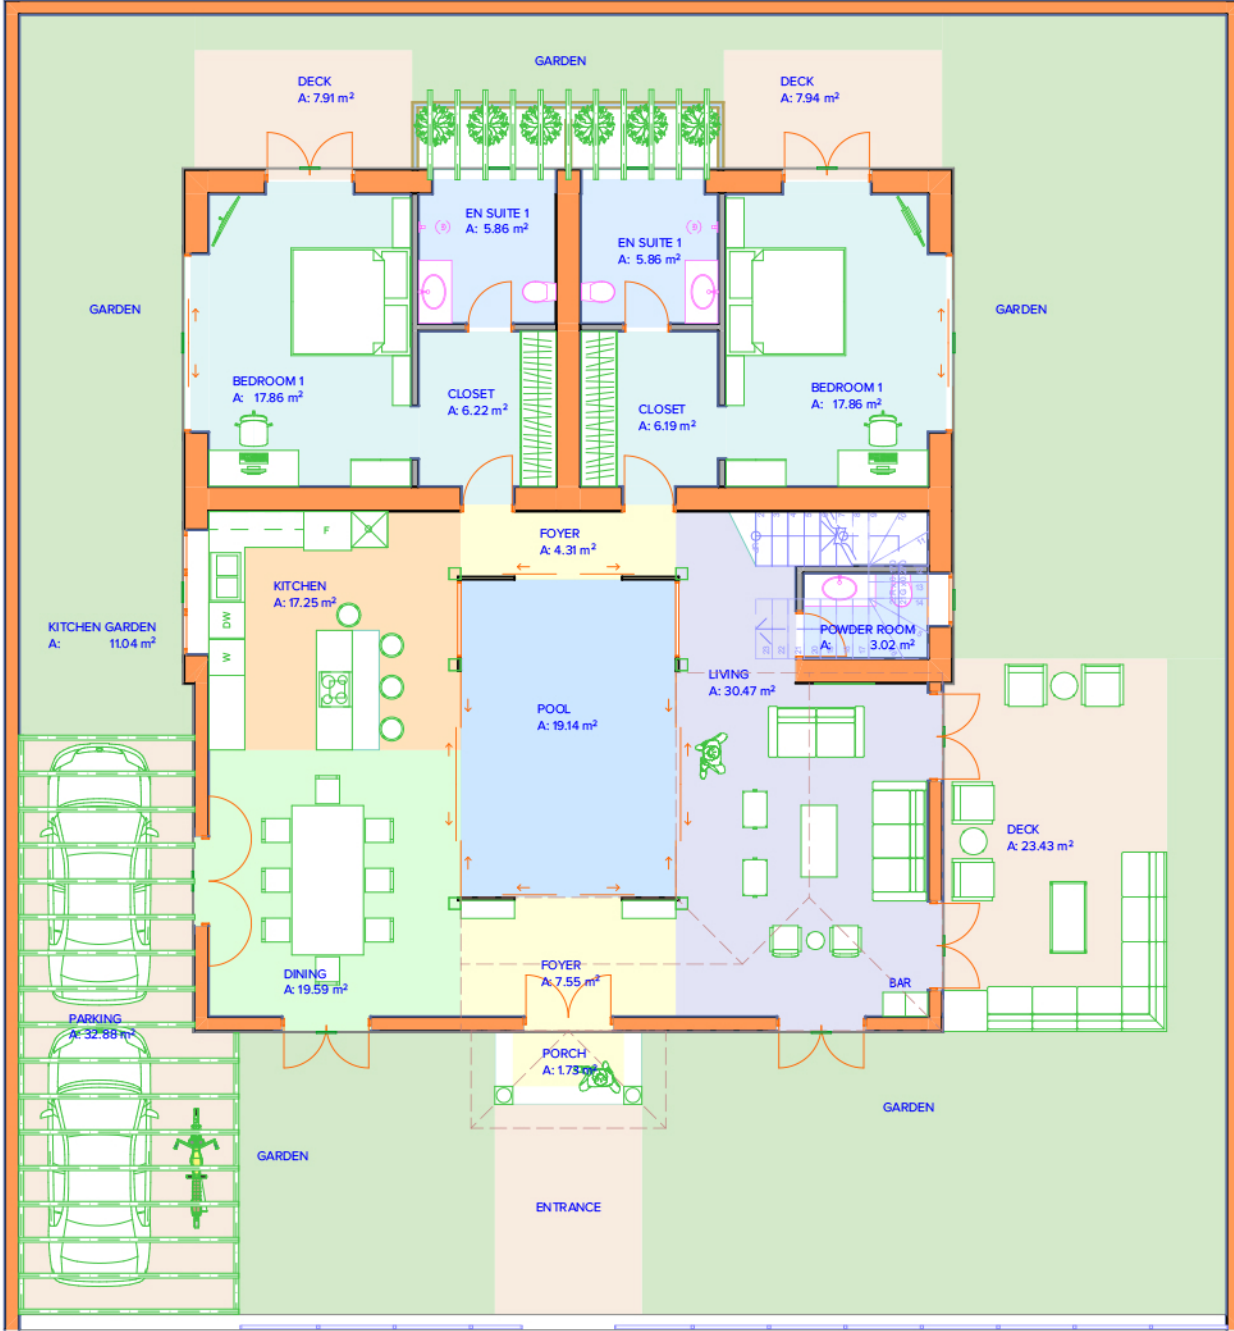 GARDEN
DECK
A: 7.91 m²
DECK
A: 7.94 m²
EN SUITE 1
A: 5.86 m²
EN SUITE 1
A: 5.86 m²
GARDEN
GARDEN
BEDROOM 1
A: 17.86 m²
CLOSET
A: 6.22 m²
CLOSET
A: 6.19 m²
BEDROOM 1
A: 17.86 m²
FOYER
A: 4.31 m²
F
KITCHEN
A: 17.25 m²
DW
W
KITCHEN GARDEN
A: 11.04 m²
POWDER ROOM
A: 3.02 m²
LIVING
A: 30.47 m²
POOL
A: 19.14 m²
DECK
A: 23.43 m²
DINING
A: 19.59 m²
FOYER
A: 7.55 m²
BAR
PARKING
A: 32.88 m²
PORCH
A: 1.73 m²
GARDEN
GARDEN
ENTRANCE